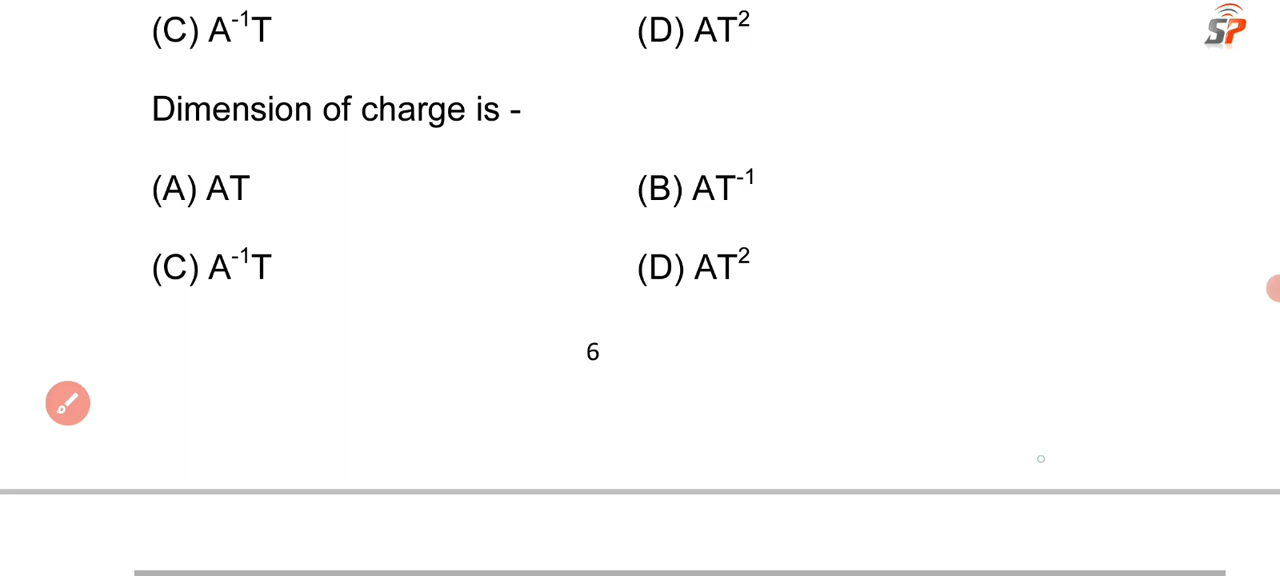 (C) A⁻¹T (D) AT²
SP
Dimension of charge is -
(A) AT (B) AT⁻¹
(C) A⁻¹T (D) AT²
6